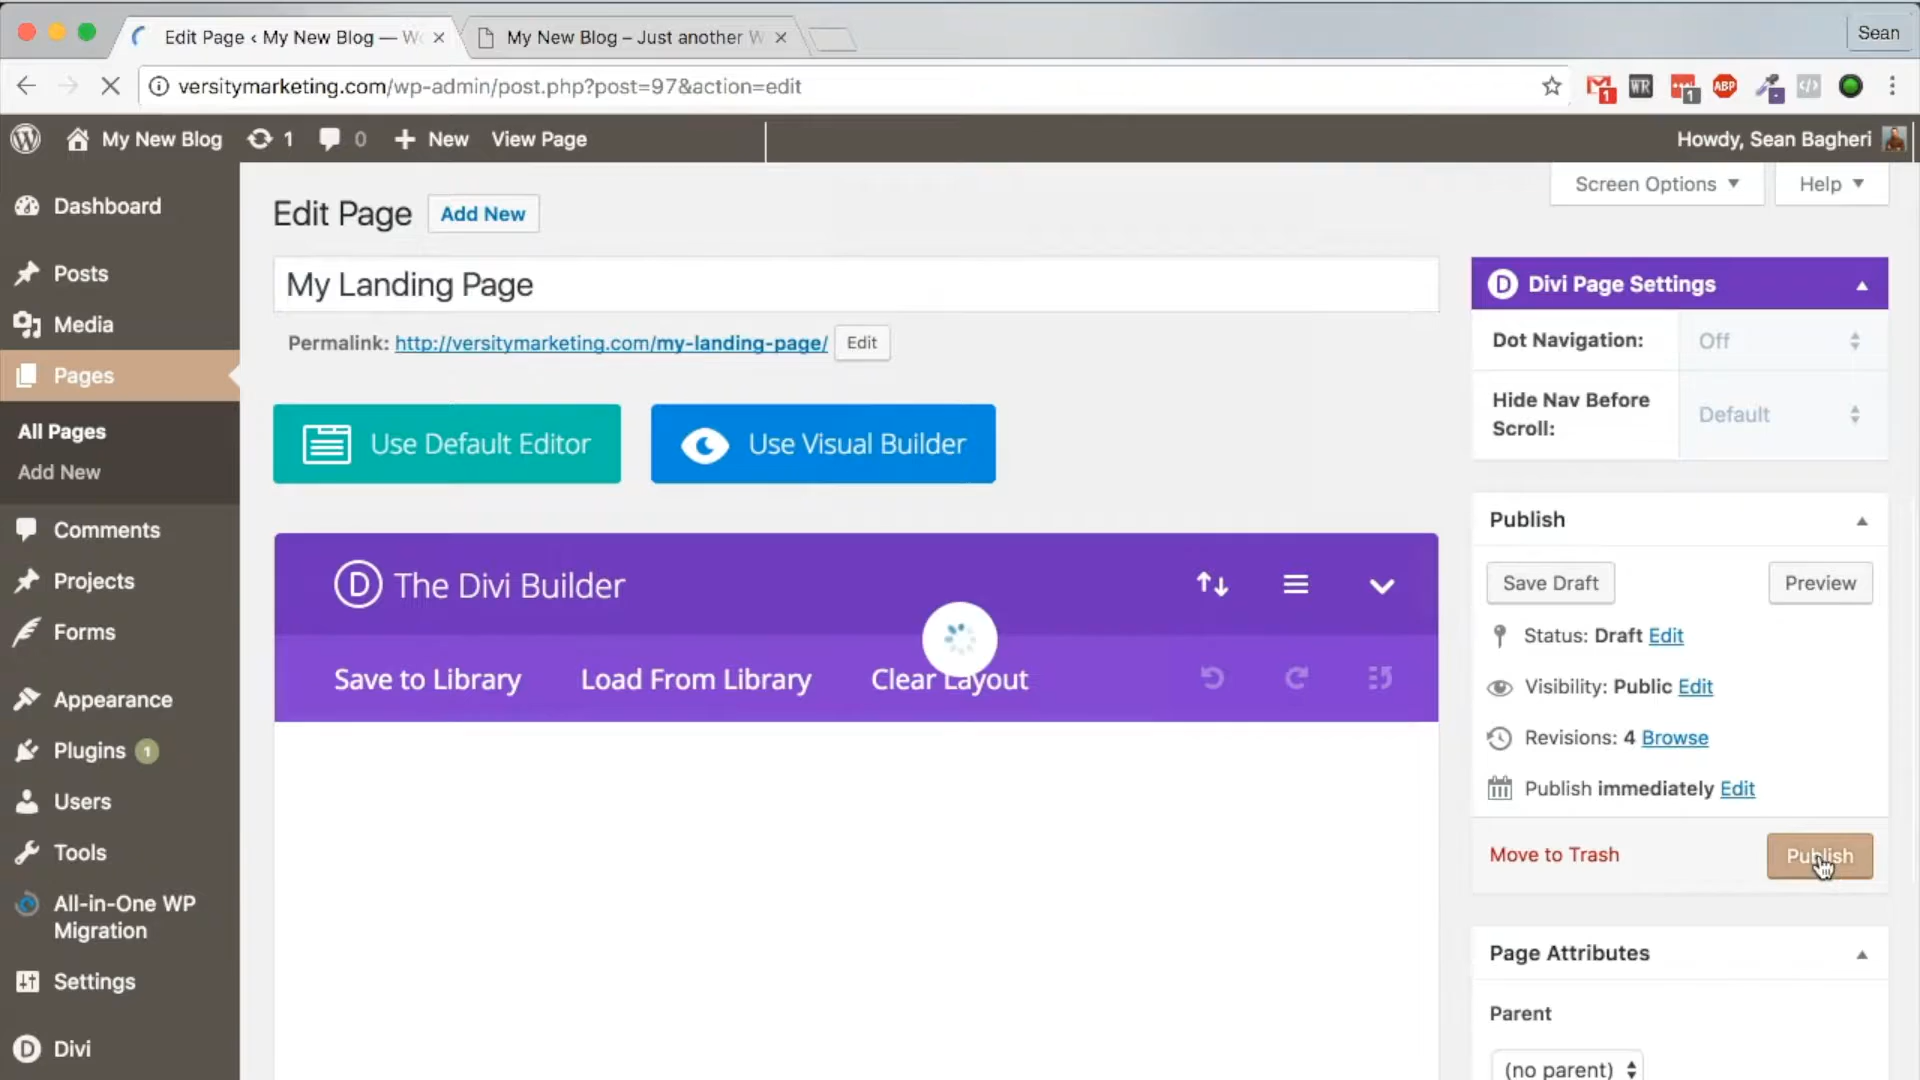 Edit Page ‹ My New Blog — Wo
My New Blog – Just another W
Sean
versitymarketing.com/wp-admin/post.php?post=97&action=edit
1
WR
1
ABP
My New Blog
1
0
New
View Page
Howdy, Sean Bagheri
Screen Options
Help
Dashboard
Posts
Media
Pages
All Pages
Add New
Comments
Projects
Forms
Appearance
Plugins 1
Users
Tools
All-in-One WP
Migration
Settings
D Divi
Edit Page
Add New
My Landing Page
Permalink: http://versitymarketing.com/my-landing-page/
Edit
Use Default Editor
Use Visual Builder
D The Divi Builder
Save to Library
Load From Library
Clear Layout
D Divi Page Settings
Dot Navigation:
Off
Hide Nav Before
Scroll:
Default
Publish
Save Draft
Preview
Status: Draft Edit
Visibility: Public Edit
Revisions: 4 Browse
Publish immediately Edit
Move to Trash
Publish
Page Attributes
Parent
(no parent)